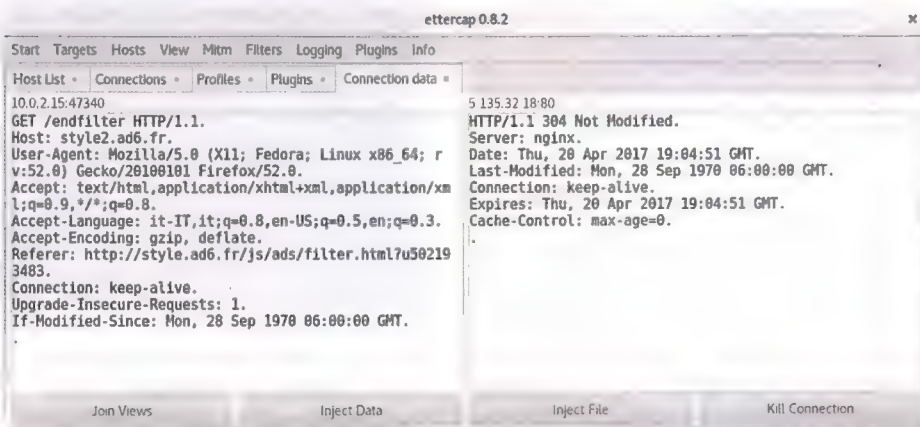 ettercap 0.8.2 x
Start Targets Hosts View Mitm Filters Logging Plugins Info
Host List Connections Profiles Plugins Connection data
10.0.2.15:47340
GET /endfilter HTTP/1.1.
Host: style2.ad6.fr.
User-Agent: Mozilla/5.0 (X11; Fedora; Linux x86_64; r
v:52.0) Gecko/20100101 Firefox/52.0.
Accept: text/html,application/xhtml+xml,application/xm
l;q=0.9,*/*;q=0.8.
Accept-Language: it-IT,it;q=0.8,en-US;q=0.5,en;q=0.3.
Accept-Encoding: gzip, deflate.
Referer: http://style.ad6.fr/js/ads/filter.html?u50219
3483.
Connection: keep-alive.
Upgrade-Insecure-Requests: 1.
If-Modified-Since: Mon, 28 Sep 1970 06:00:00 GMT.
.
5 135.32 18:80
HTTP/1.1 304 Not Modified.
Server: nginx.
Date: Thu, 20 Apr 2017 19:04:51 GMT.
Last-Modified: Mon, 28 Sep 1970 06:00:00 GMT.
Connection: keep-alive.
Expires: Thu, 20 Apr 2017 19:04:51 GMT.
Cache-Control: max-age=0.
.
Join Views Inject Data Inject File Kill Connection